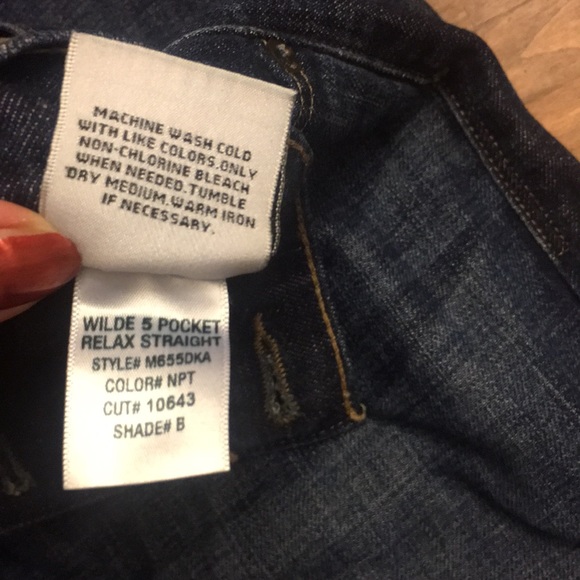 MACHINE WASH COLD
WITH LIKE COLORS.ONLY
NON-CHLORINE BLEACH
WHEN NEEDED.TUMBLE
DRY MEDIUM.WARM IRON
IF NECESSARY.
WILDE 5 POCKET
RELAX STRAIGHT
STYLE# M655DKA
COLOR# NPT
CUT# 10643
SHADE# B